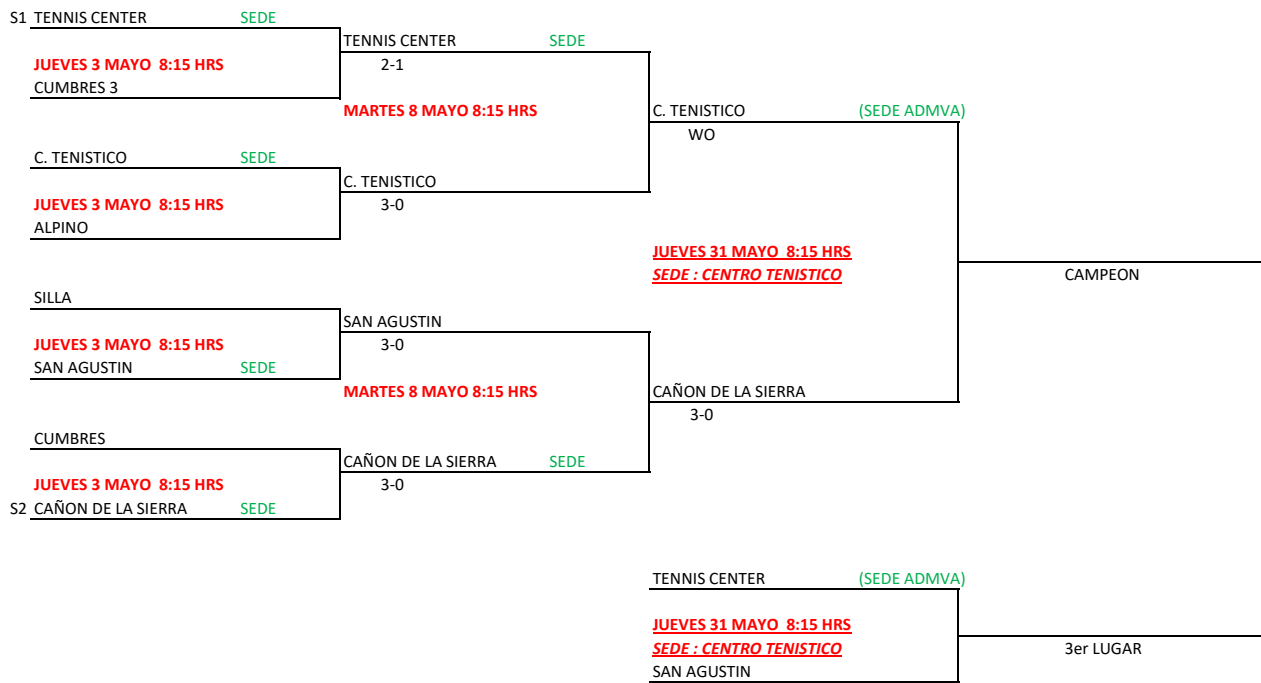 S1 TENNIS CENTER SEDE
TENNIS CENTER SEDE
JUEVES 3 MAYO 8:15 HRS
2-1
CUMBRES 3
MARTES 8 MAYO 8:15 HRS
C. TENISTICO (SEDE ADMVA)
WO
C. TENISTICO SEDE
C. TENISTICO
JUEVES 3 MAYO 8:15 HRS
3-0
ALPINO
JUEVES 31 MAYO 8:15 HRS
SEDE : CENTRO TENISTICO
CAMPEON
SILLA
SAN AGUSTIN
JUEVES 3 MAYO 8:15 HRS
3-0
SAN AGUSTIN SEDE
MARTES 8 MAYO 8:15 HRS
CAÑON DE LA SIERRA
3-0
CUMBRES
CAÑON DE LA SIERRA SEDE
JUEVES 3 MAYO 8:15 HRS
3-0
S2 CAÑON DE LA SIERRA SEDE
TENNIS CENTER (SEDE ADMVA)
JUEVES 31 MAYO 8:15 HRS
SEDE : CENTRO TENISTICO
3er LUGAR
SAN AGUSTIN